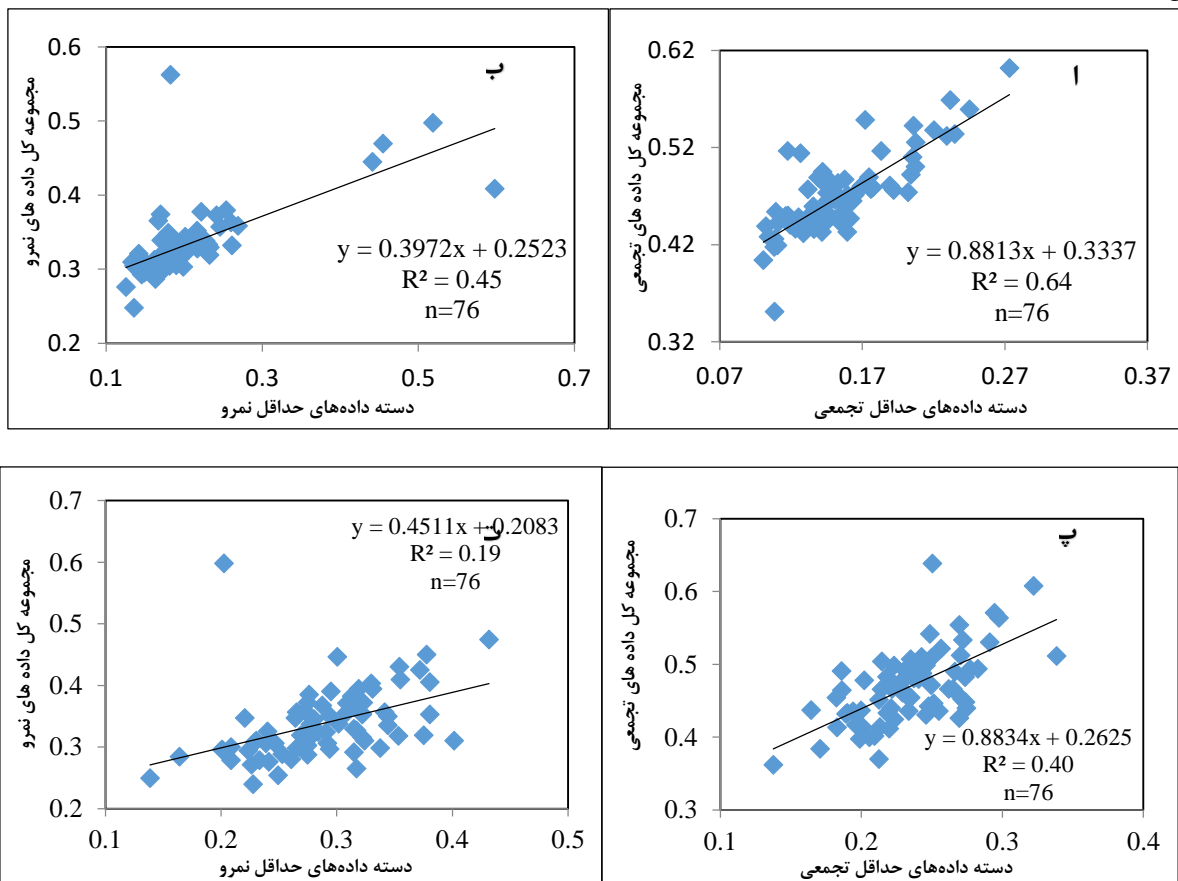 ا
مجموعه کل داده های تجمعی
0.62
0.52
0.42
0.32
y = 0.8813x + 0.3337
R² = 0.64
n=76
0.07 0.17 0.27 0.37
دسته داده‌های حداقل تجمعی
ب
مجموعه کل داده های نمرو
0.6
0.5
0.4
0.3
0.2
y = 0.3972x + 0.2523
R² = 0.45
n=76
0.1 0.3 0.5 0.7
دسته داده‌های حداقل نمرو
پ
مجموعه کل داده های تجمعی
0.7
0.6
0.5
0.4
0.3
y = 0.8834x + 0.2625
R² = 0.40
n=76
0.1 0.2 0.3 0.4
دسته داده‌های حداقل تجمعی
ت
مجموعه کل داده های نمرو
0.7
0.6
0.5
0.4
0.3
0.2
y = 0.4511x + 0.2083
R² = 0.19
n=76
0.1 0.2 0.3 0.4 0.5
دسته داده‌های حداقل نمرو